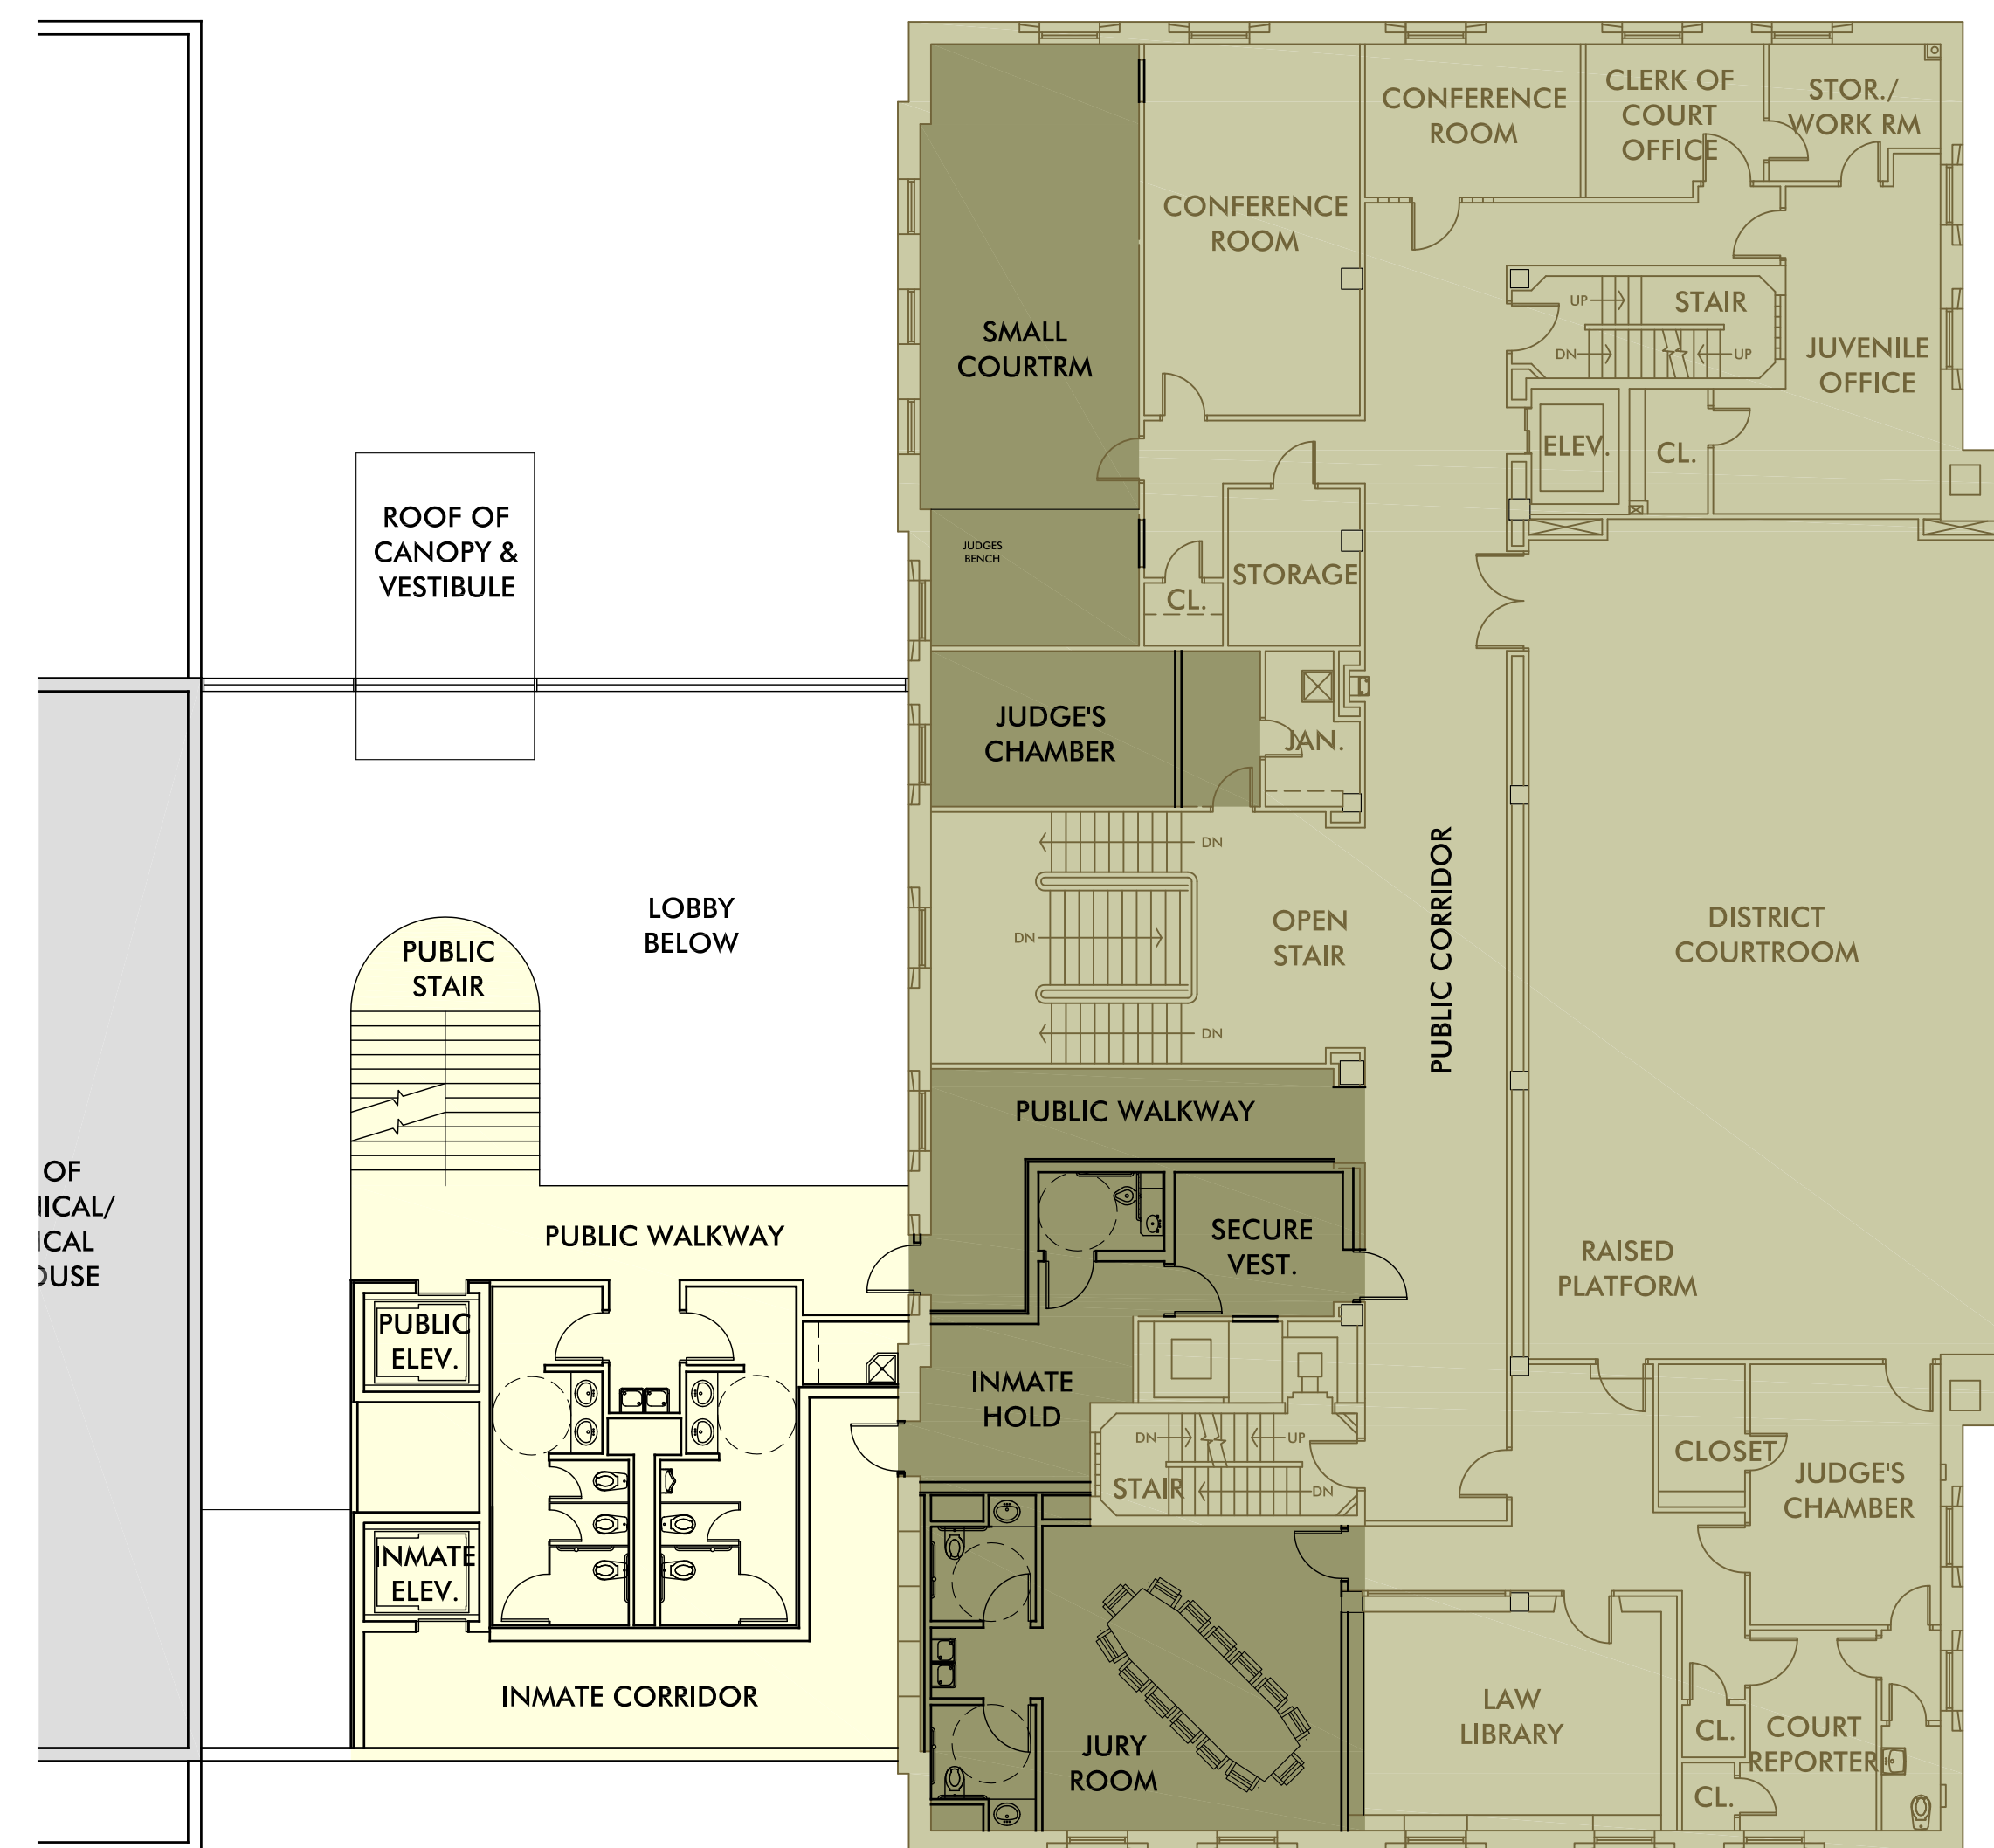 CONFERENCE
ROOM
CLERK OF
COURT
OFFICE
STOR./
WORK RM
CONFERENCE
ROOM
SMALL
COURTRM
UP
STAIR
DN
UP
JUVENILE
OFFICE
ELEV.
CL.
ROOF OF
CANOPY &
VESTIBULE
JUDGES
BENCH
STORAGE
CL.
JUDGE'S
CHAMBER
JAN.
DN
LOBBY
BELOW
PUBLIC
STAIR
DN
OPEN
STAIR
PUBLIC CORRIDOR
DISTRICT
COURTROOM
DN
PUBLIC WALKWAY
OF
ICAL/
ICAL
OUSE
PUBLIC WALKWAY
SECURE
VEST.
RAISED
PLATFORM
PUBLIC
ELEV.
INMATE
HOLD
DN
UP
STAIR
DN
CLOSET
JUDGE'S
CHAMBER
INMATE
ELEV.
INMATE CORRIDOR
JURY
ROOM
LAW
LIBRARY
CL.
COURT
REPORTER
CL.